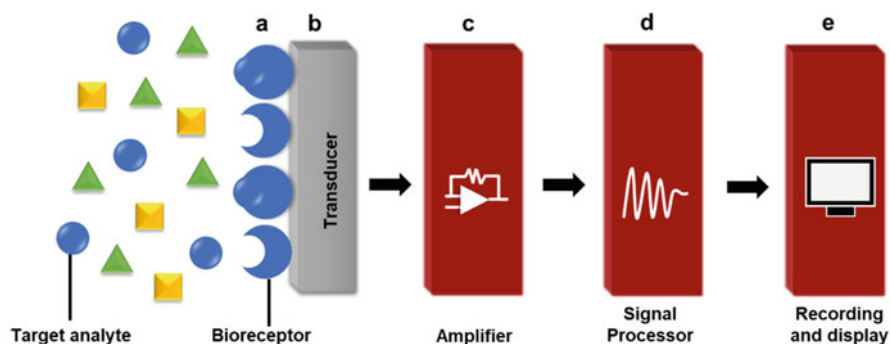 a
b
c
d
e
Transducer
Target analyte
Bioreceptor
Amplifier
Signal
Processor
Recording
and display